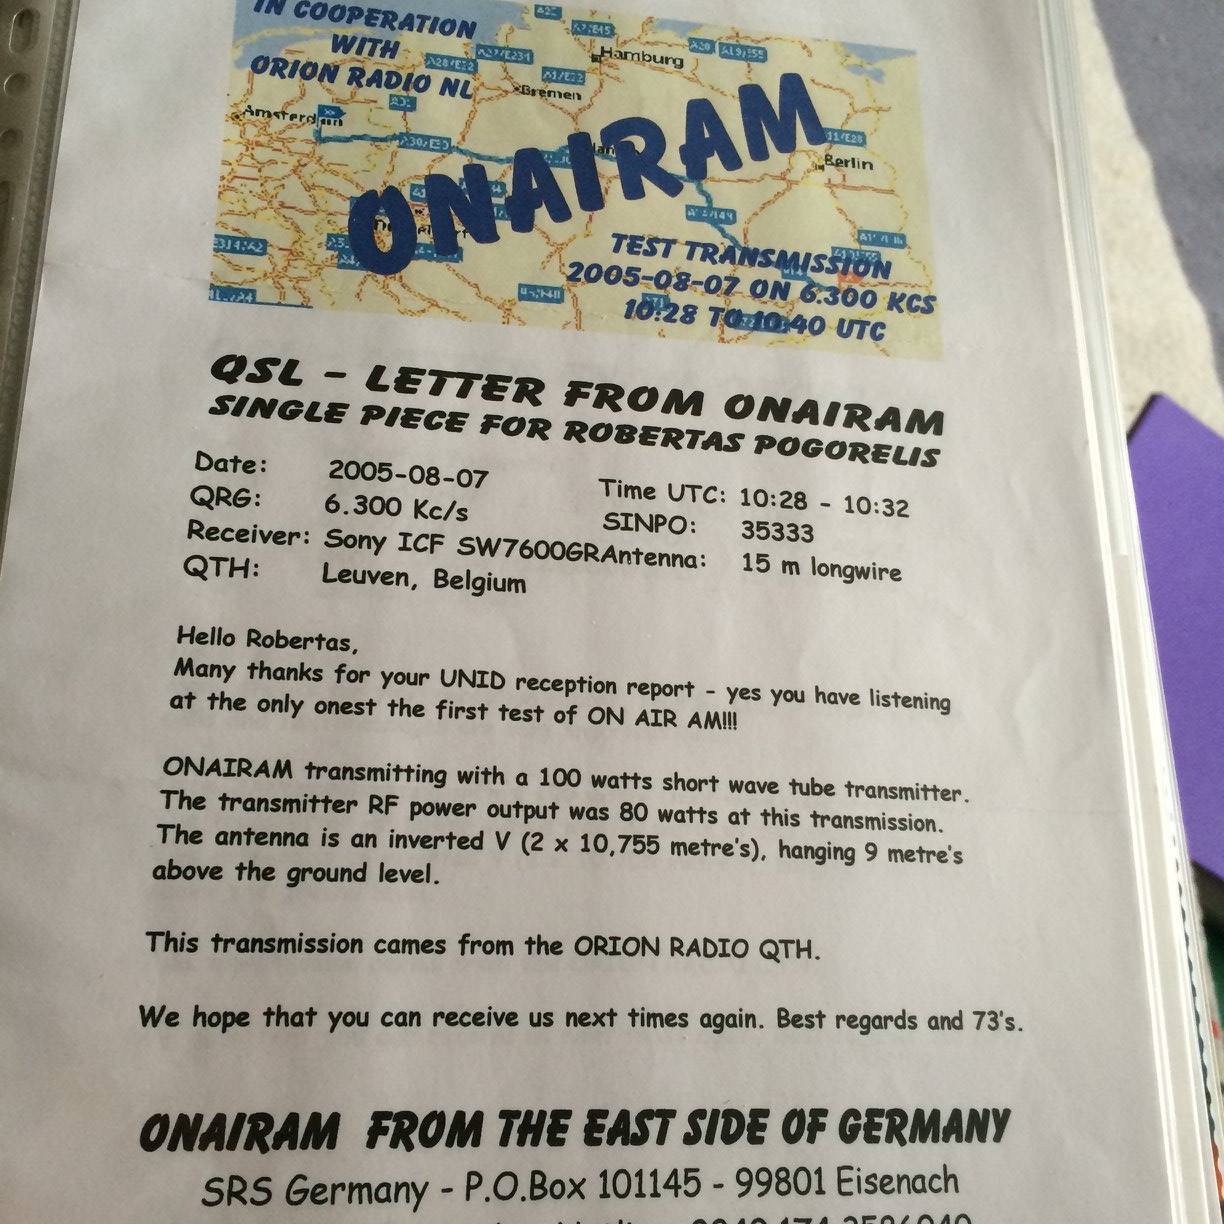 IN COOPERATION
WITH
ORION RADIO NL
Hamburg
Bremen
Amsterdam
Berlin
ONAIRAM
TEST TRANSMISSION
2005-08-07 ON 6.300 KCS
10:28 TO 10:40 UTC
QSL - LETTER FROM ONAIRAM
SINGLE PIECE FOR ROBERTAS POGORELIS
Date: 2005-08-07 Time UTC: 10:28 - 10:32
QRG: 6.300 Kc/s SINPO: 35333
Receiver: Sony ICF SW7600GR Antenna: 15 m longwire
QTH: Leuven, Belgium
Hello Robertas,
Many thanks for your UNID reception report - yes you have listening
at the only onest the first test of ON AIR AM!!!
ONAIRAM transmitting with a 100 watts short wave tube transmitter.
The transmitter RF power output was 80 watts at this transmission.
The antenna is an inverted V (2 x 10,755 metre's), hanging 9 metre's
above the ground level.
This transmission cames from the ORION RADIO QTH.
We hope that you can receive us next times again. Best regards and 73's.
ONAIRAM FROM THE EAST SIDE OF GERMANY
SRS Germany - P.O.Box 101145 - 99801 Eisenach